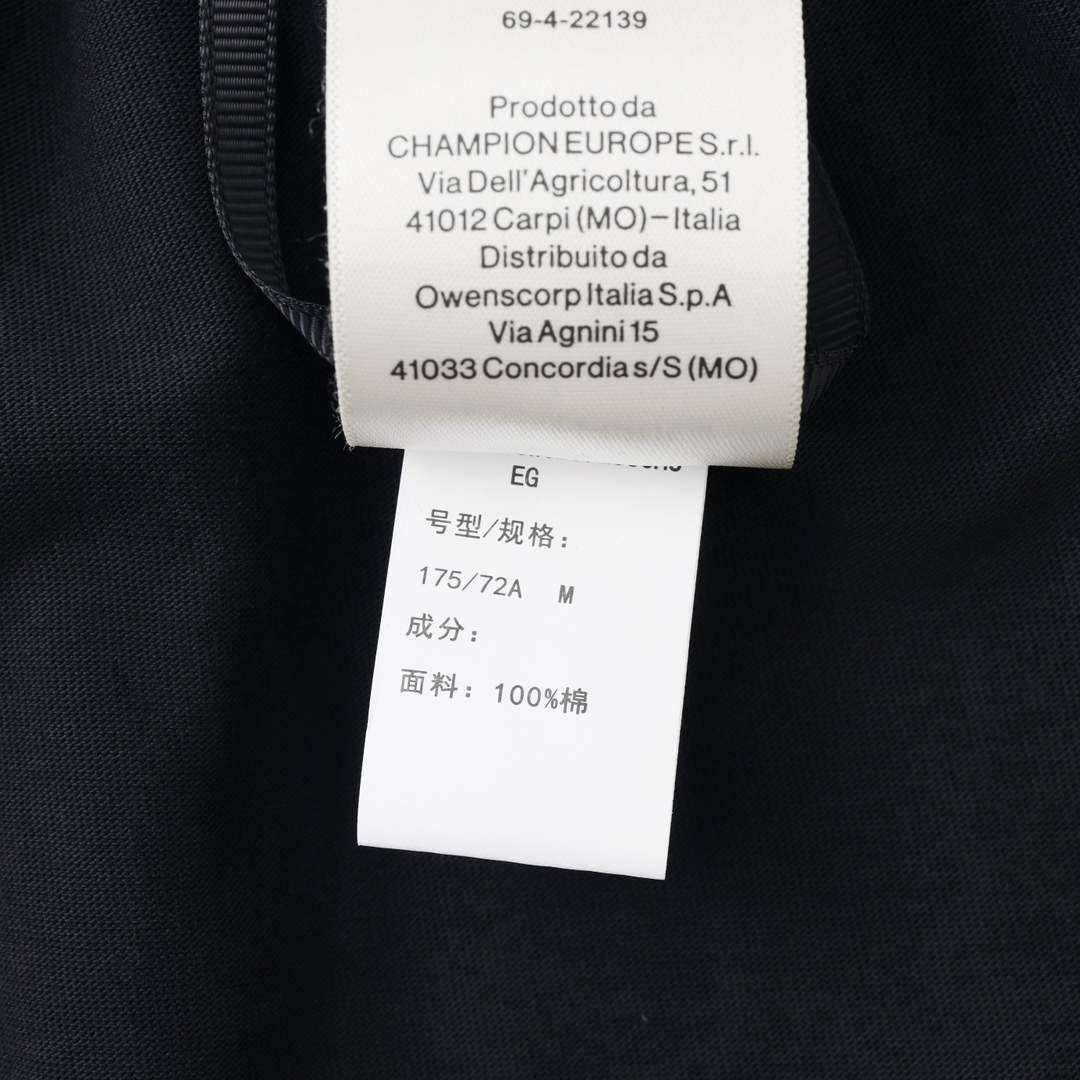 69-4-22139
Prodotto da
CHAMPION EUROPE S.r.l.
Via Dell'Agricoltura, 51
41012 Carpi (MO)-Italia
Distribuito da
Owenscorp Italia S.p.A
Via Agnini 15
41033 Concordia s/S (MO)
EG
号型/规格:
175/72A M
成分:
面料: 100%棉